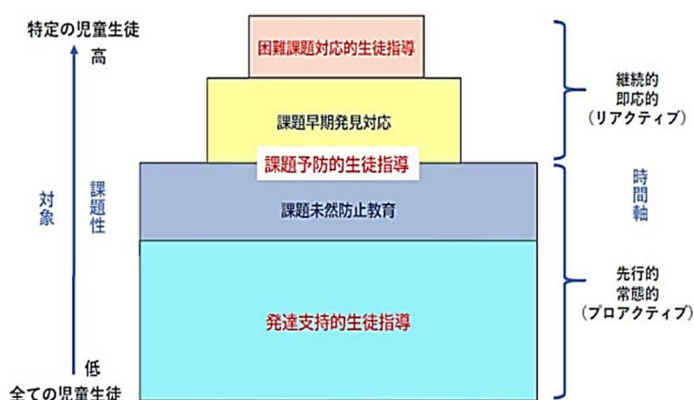 特定の児童生徒
高
対象
課題性
低
全ての児童生徒
困難課題対応的生徒指導
課題早期発見対応
課題予防的生徒指導
課題未然防止教育
発達支持的生徒指導
継続的
即応的
(リアクティブ)
時間軸
先行的
常態的
(プロアクティブ)